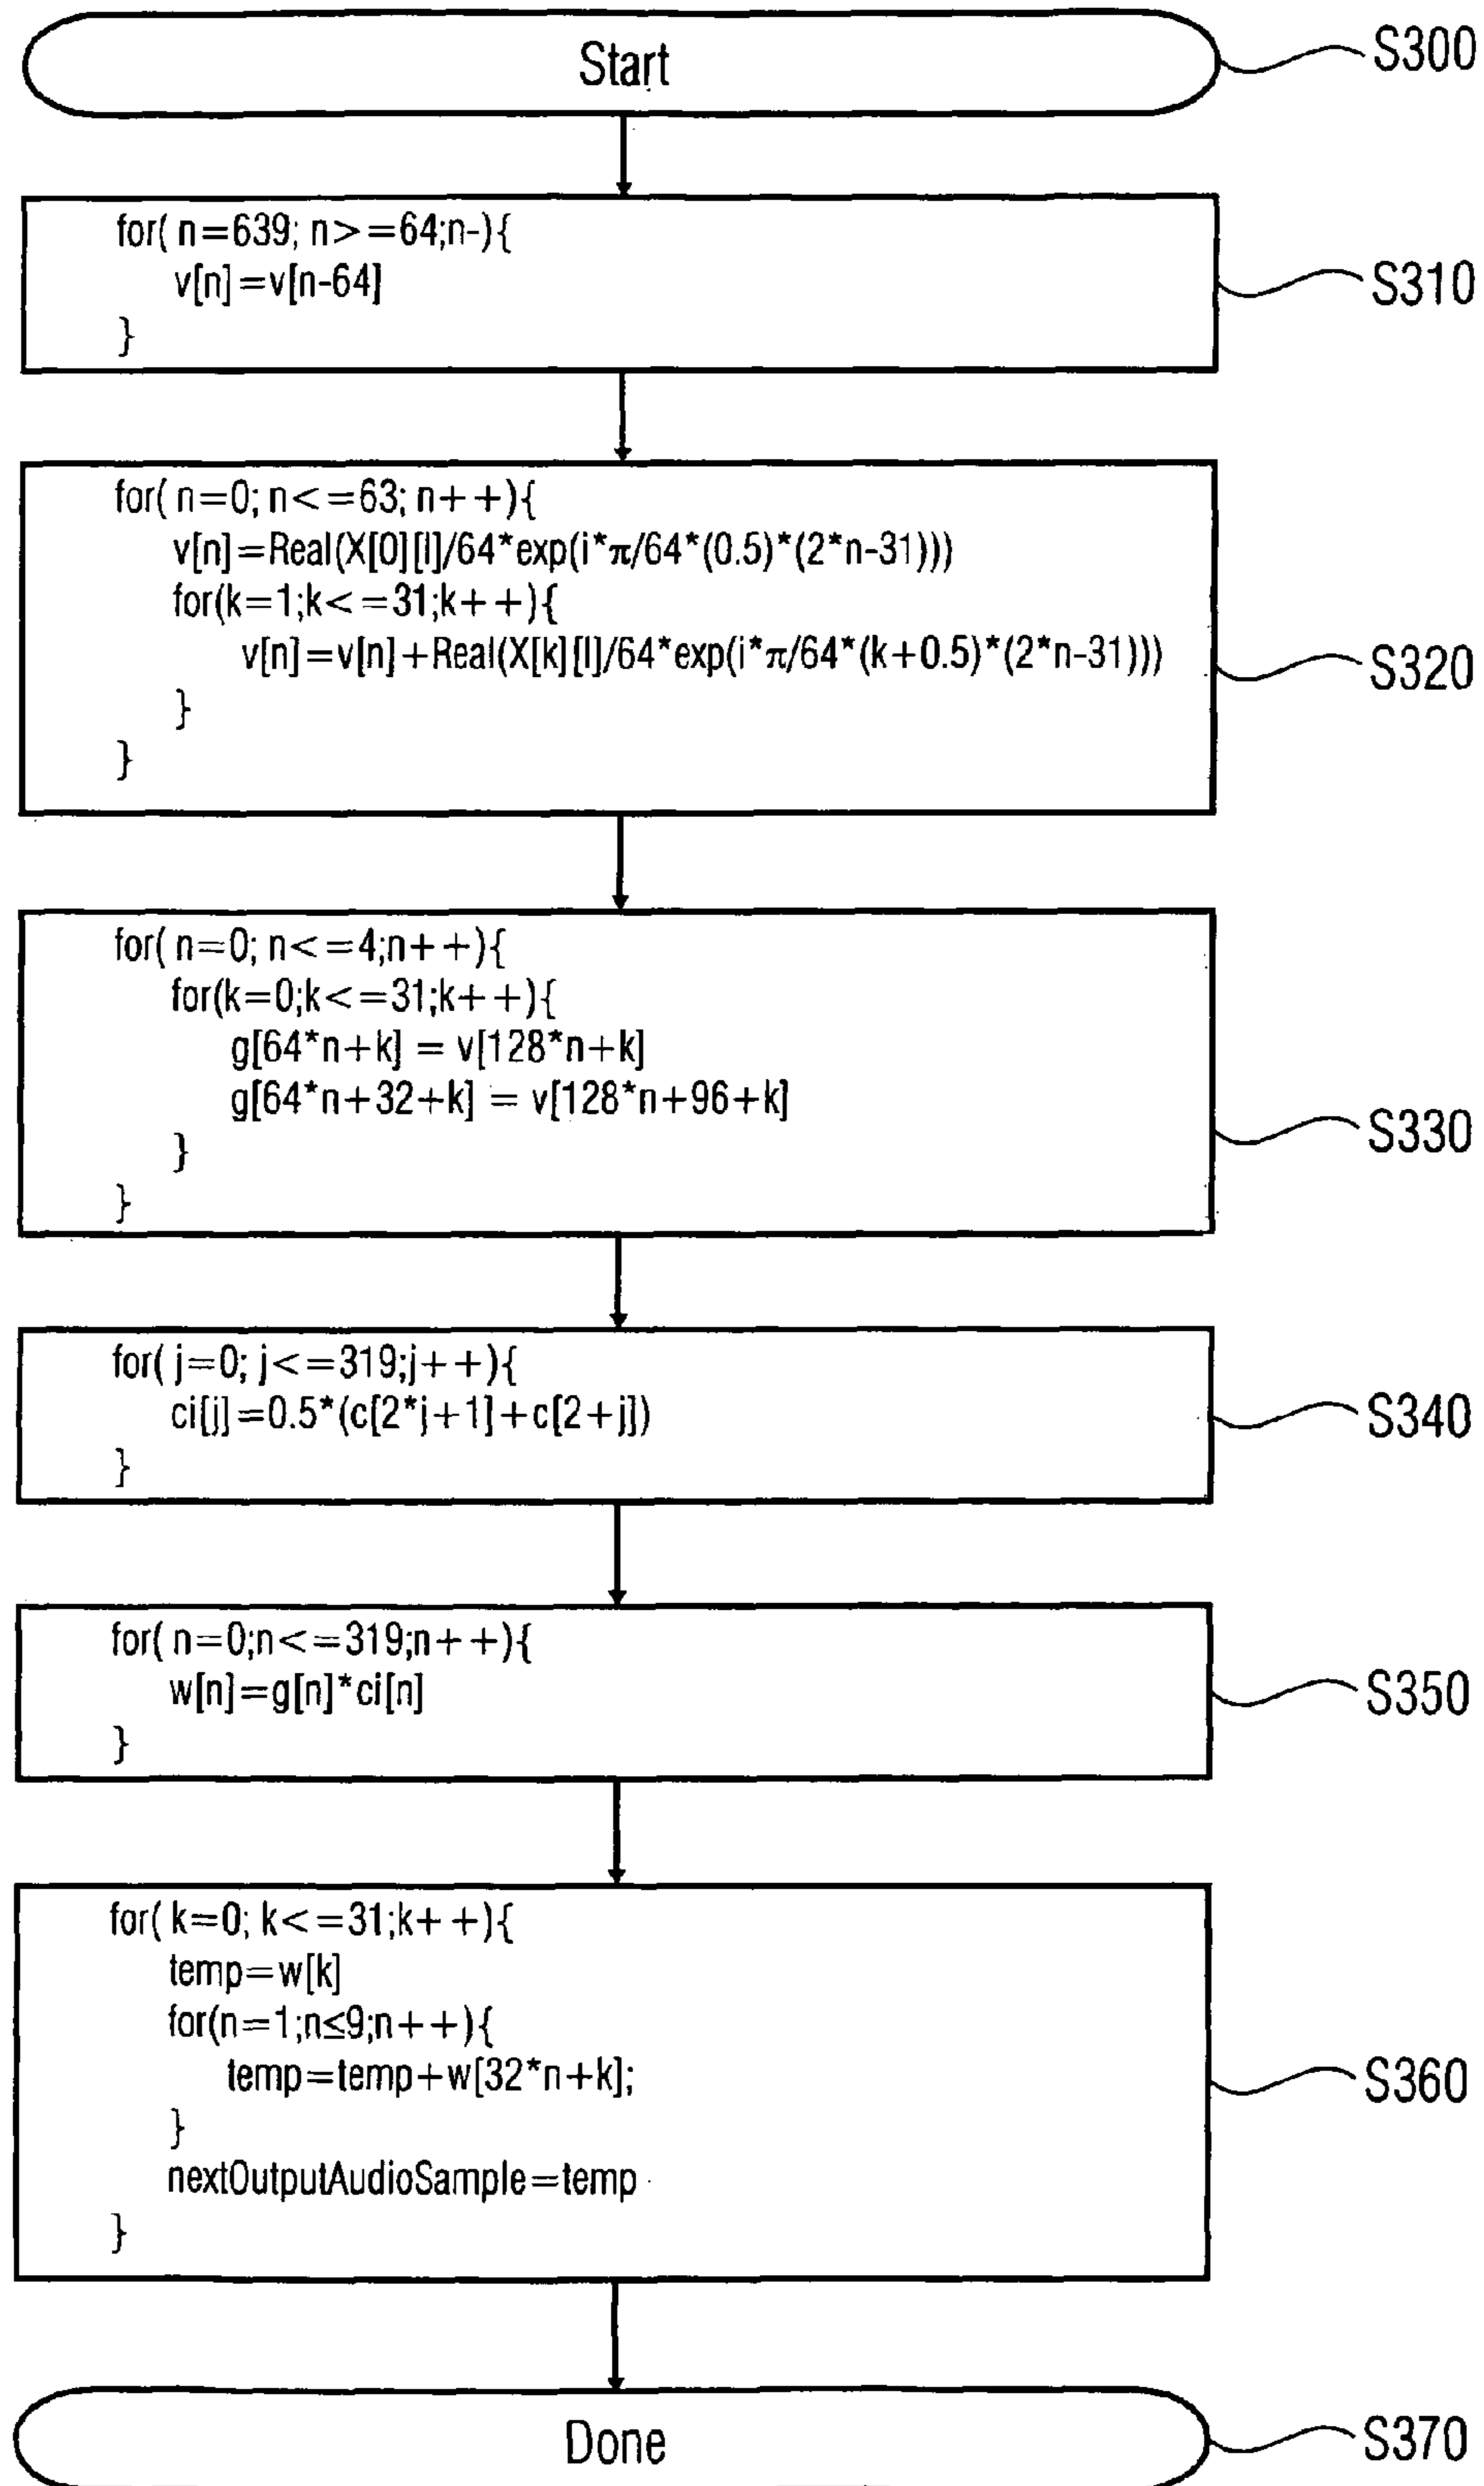 Start
S300
for( n=639; n>=64;n-){
v[n]=v[n-64]
}
S310
for( n=0; n<=63; n++){
v[n]=Real(X[0][l]/64*exp(i*π/64*(0.5)*(2*n-31)))
for(k=1;k<=31;k++){
v[n]=v[n]+Real(X[k][l]/64*exp(i*π/64*(k+0.5)*(2*n-31)))
}
}
S320
for( n=0; n<=4;n++){
for(k=0;k<=31;k++){
g[64*n+k] = v[128*n+k]
g[64*n+32+k] = v[128*n+96+k]
}
}
S330
for( j=0; j<=319;j++){
ci[j]=0.5*(c[2*j+1]+c[2+j])
}
S340
for( n=0;n<=319;n++){
w[n]=g[n]*ci[n]
}
S350
for( k=0; k<=31;k++){
temp=w[k]
for(n=1;n≤9;n++){
temp=temp+w[32*n+k];
}
nextOutputAudioSample=temp
}
S360
Done
S370